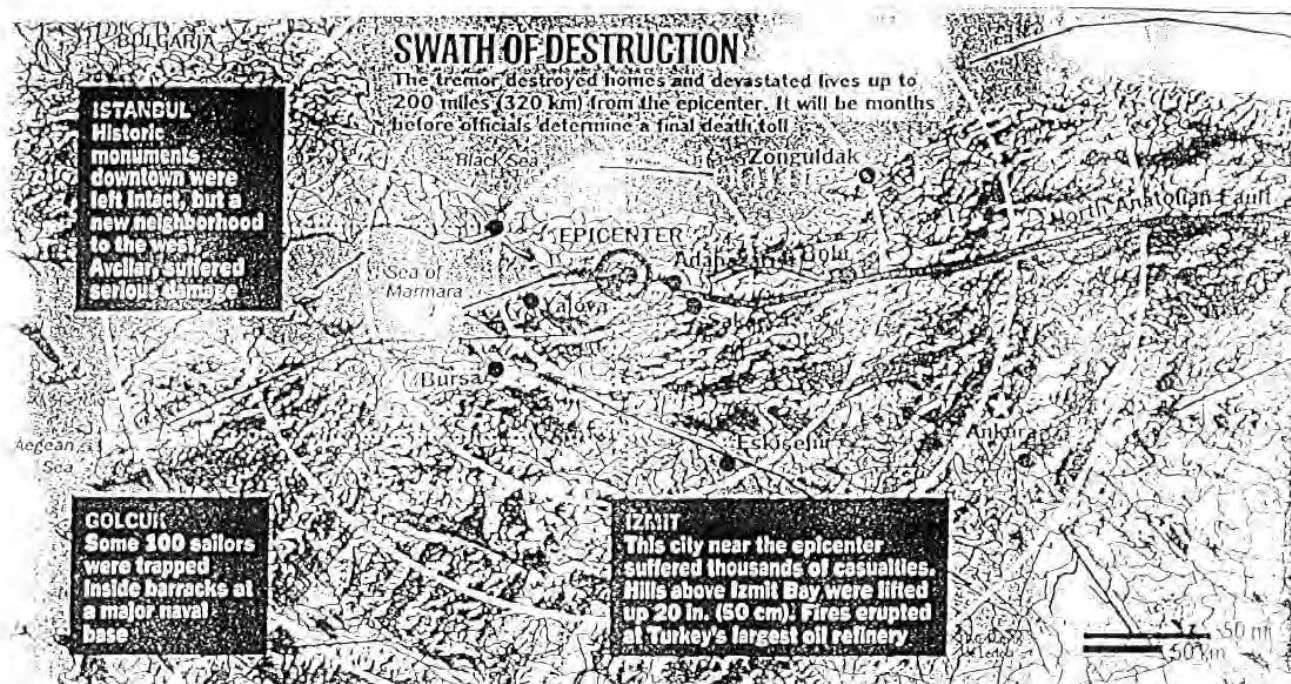 BULGARIA
SWATH OF DESTRUCTION
The tremor destroyed homes and devastated lives up to
200 miles (320 km) from the epicenter. It will be months
before officials determine a final death toll
ISTANBUL
Historic
monuments
downtown were
left intact, but a
new neighborhood
to the west,
Avcilar, suffered
serious damage
Black Sea
Zonguldak
North Anatolian Fault
EPICENTER
Adapazari
Bolu
Sea of
Marmara
Yalova
Bursa
Eskisehir
Ankara
Aegean
Sea
GOLCUK
Some 100 sailors
were trapped
inside barracks at
a major naval
base
IZMIT
This city near the epicenter
suffered thousands of casualties.
Hills above Izmit Bay were lifted
up 20 in. (50 cm). Fires erupted
at Turkey's largest oil refinery
50 mi
50 km